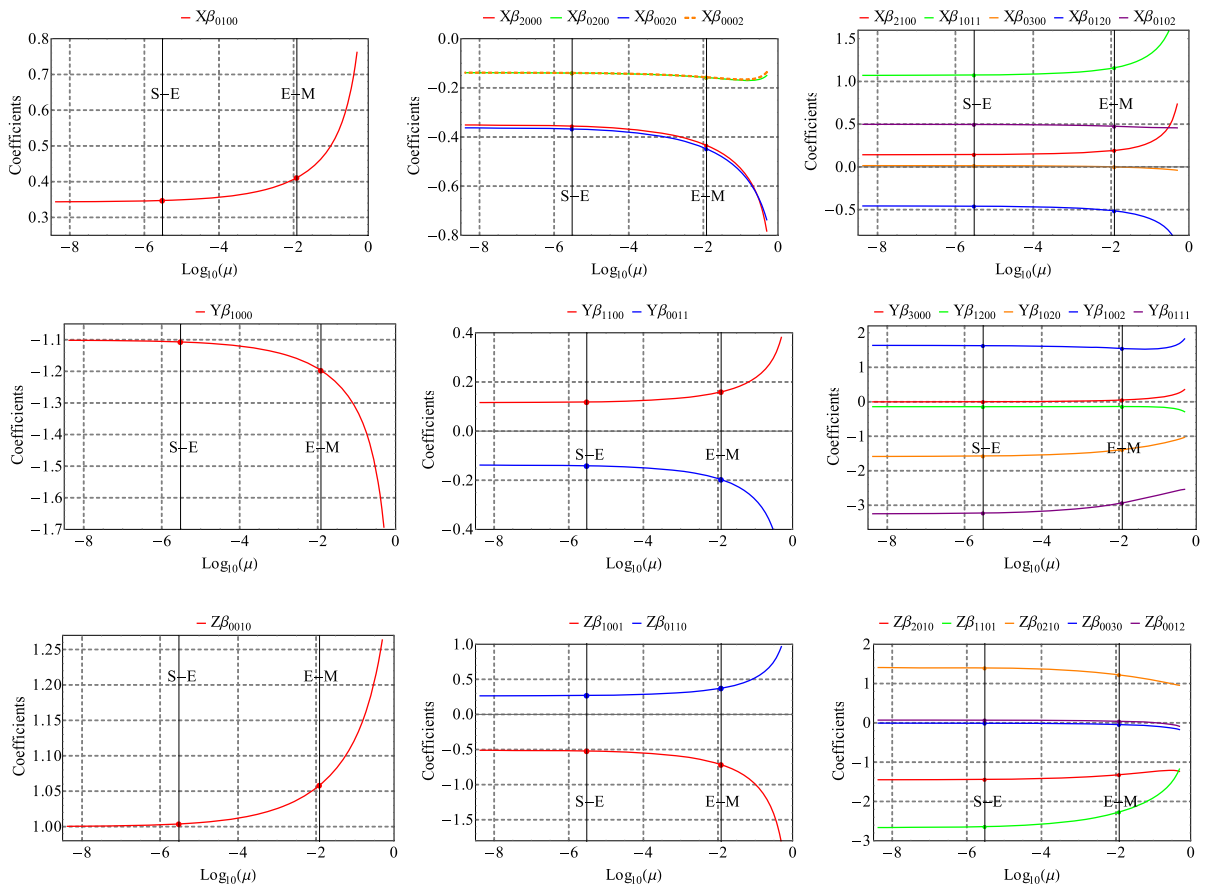 Xβ0100
Coefficients
0.8
0.7
0.6
0.5
0.4
0.3
S-E
E-M
-8 -6 -4 -2 0
Log10(μ)
Xβ2000 Xβ0200 Xβ0020 Xβ0002
Coefficients
0.0
-0.2
-0.4
-0.6
-0.8
S-E
E-M
-8 -6 -4 -2 0
Log10(μ)
Xβ2100 Xβ1011 Xβ0300 Xβ0120 Xβ0102
Coefficients
1.5
1.0
0.5
0.0
-0.5
S-E
E-M
-8 -6 -4 -2 0
Log10(μ)
Yβ1000
Coefficients
-1.1
-1.2
-1.3
-1.4
-1.5
-1.6
-1.7
S-E
E-M
-8 -6 -4 -2 0
Log10(μ)
Yβ1100 Yβ0011
Coefficients
0.4
0.2
0.0
-0.2
-0.4
S-E
E-M
-8 -6 -4 -2 0
Log10(μ)
Yβ3000 Yβ1200 Yβ1020 Yβ1002 Yβ0111
Coefficients
2
1
0
-1
-2
-3
S-E
E-M
-8 -6 -4 -2 0
Log10(μ)
Zβ0010
Coefficients
1.25
1.20
1.15
1.10
1.05
1.00
S-E
E-M
-8 -6 -4 -2 0
Log10(μ)
Zβ1001 Zβ0110
Coefficients
1.0
0.5
0.0
-0.5
-1.0
-1.5
S-E
E-M
-8 -6 -4 -2 0
Log10(μ)
Zβ2010 Zβ1101 Zβ0210 Zβ0030 Zβ0012
Coefficients
2
1
0
-1
-2
-3
S-E
E-M
-8 -6 -4 -2 0
Log10(μ)